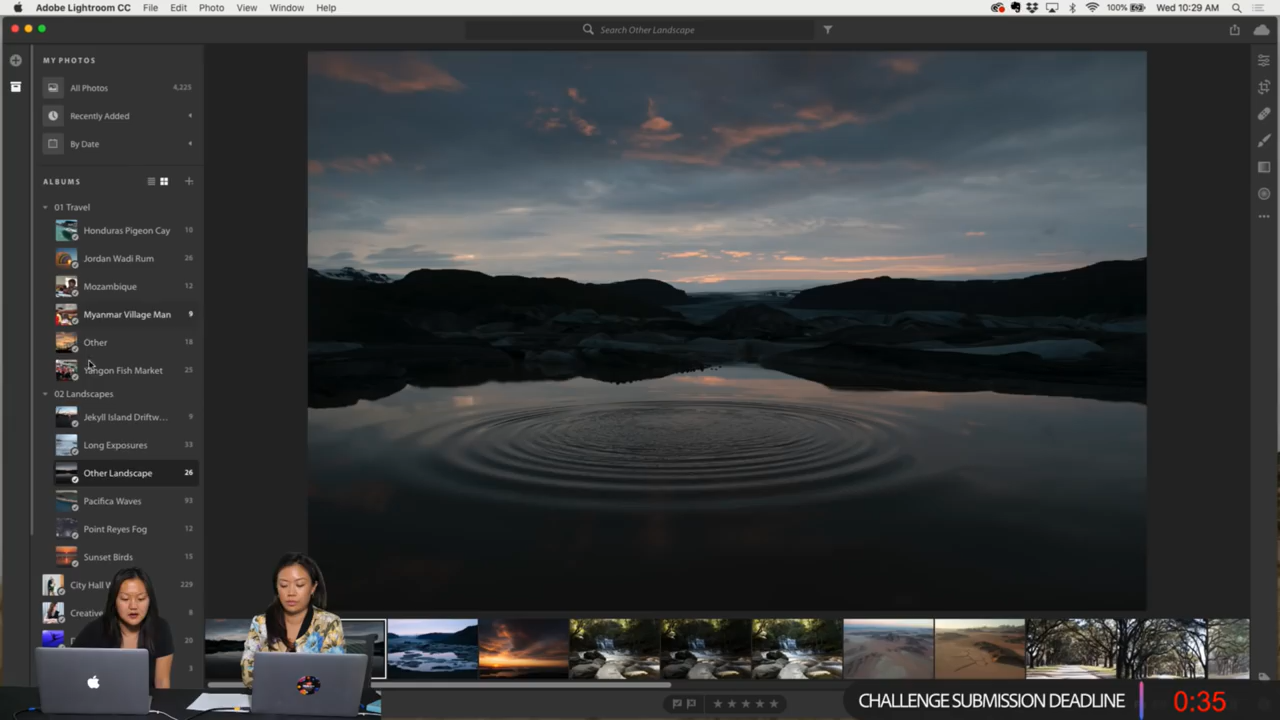 Adobe Lightroom CC File Edit Photo View Window Help
100% Wed 10:29 AM
Search Other Landscape
MY PHOTOS
All Photos 4,225
Recently Added
By Date
ALBUMS
01 Travel
Honduras Pigeon Cay 10
Jordan Wadi Rum 26
Mozambique 12
Myanmar Village Man 9
Other 18
Yangon Fish Market 25
02 Landscapes
Jekyll Island Driftw... 9
Long Exposures 33
Other Landscape 26
Pacifica Waves 93
Point Reyes Fog 12
Sunset Birds 15
City Hall W 229
Creative 8
20
3
CHALLENGE SUBMISSION DEADLINE 0:35